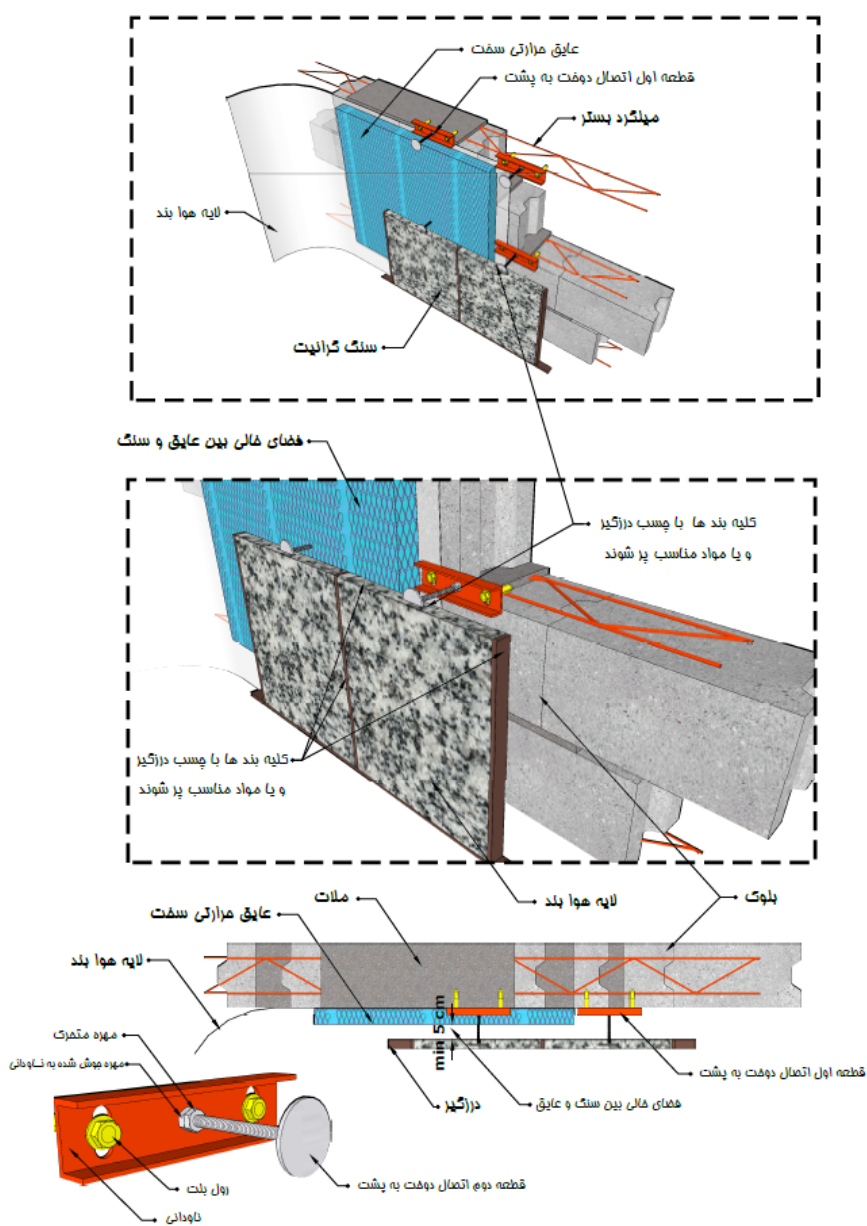 عایق حرارتی سخت
قطعه اول اتصال دوخت به پشت
میلگرد بستر
لایه هوا بند
سنگ گرانیت
فضای خالی بین عایق و سنگ
کلیه بند ها با چسب درزگیر
و یا مواد مناسب پر شوند
کلیه بند ها با چسب درزگیر
و یا مواد مناسب پر شوند
بلوک
لایه هوا بند
ملات
عایق حرارتی سخت
لایه هوا بند
min 5 cm
مهره متحرک
مهره جوش شده به ناودانی
قطعه اول اتصال دوخت به پشت
فضای خالی بین سنگ و عایق
درزگیر
قطعه دوم اتصال دوخت به پشت
رول بلت
ناودانی